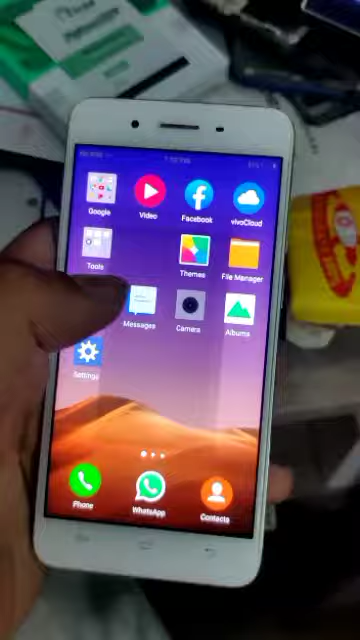 Google Video Facebook vivoCloud
Tools Themes File Manager
Messages Camera Albums
Settings
Phone WhatsApp Contacts